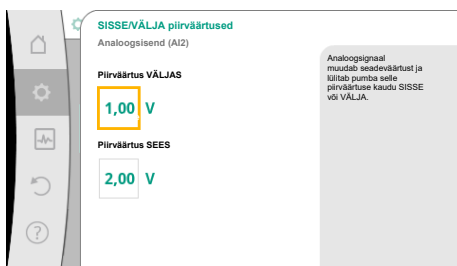 SISSE/VÄLJA piirväärtused
Analoogsisend (AI2)
Piirväärtus VÄLJAS
1,00 V
Piirväärtus SEES
2,00 V
Analoogsignaal
muudab seadeväärtust ja
lülitab pumba selle
piirväärtuse kaudu SISSE
või VÄLJA.
?